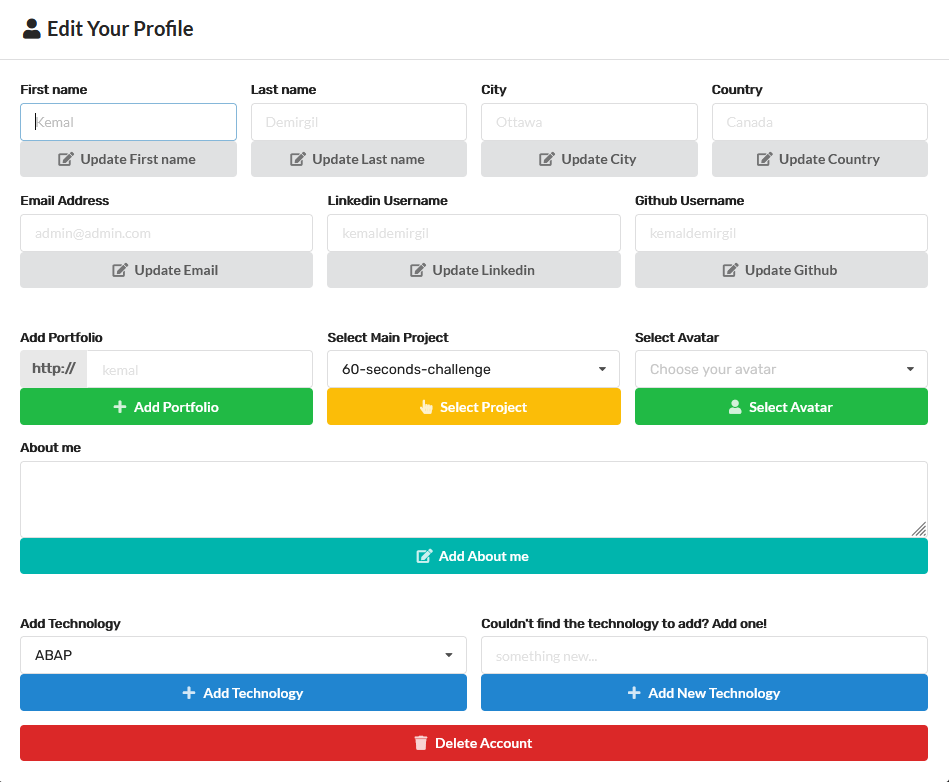 Edit Your Profile
First name Last name City Country
Kemal Demirgil Ottawa Canada
Update First name Update Last name Update City Update Country
Email Address Linkedin Username Github Username
admin@admin.com kemaldemirgil kemaldemirgil
Update Email Update Linkedin Update Github
Add Portfolio Select Main Project Select Avatar
http:// kemal 60-seconds-challenge Choose your avatar
Add Portfolio Select Project Select Avatar
About me
Add About me
Add Technology Couldn't find the technology to add? Add one!
ABAP something new...
Add Technology Add New Technology
Delete Account